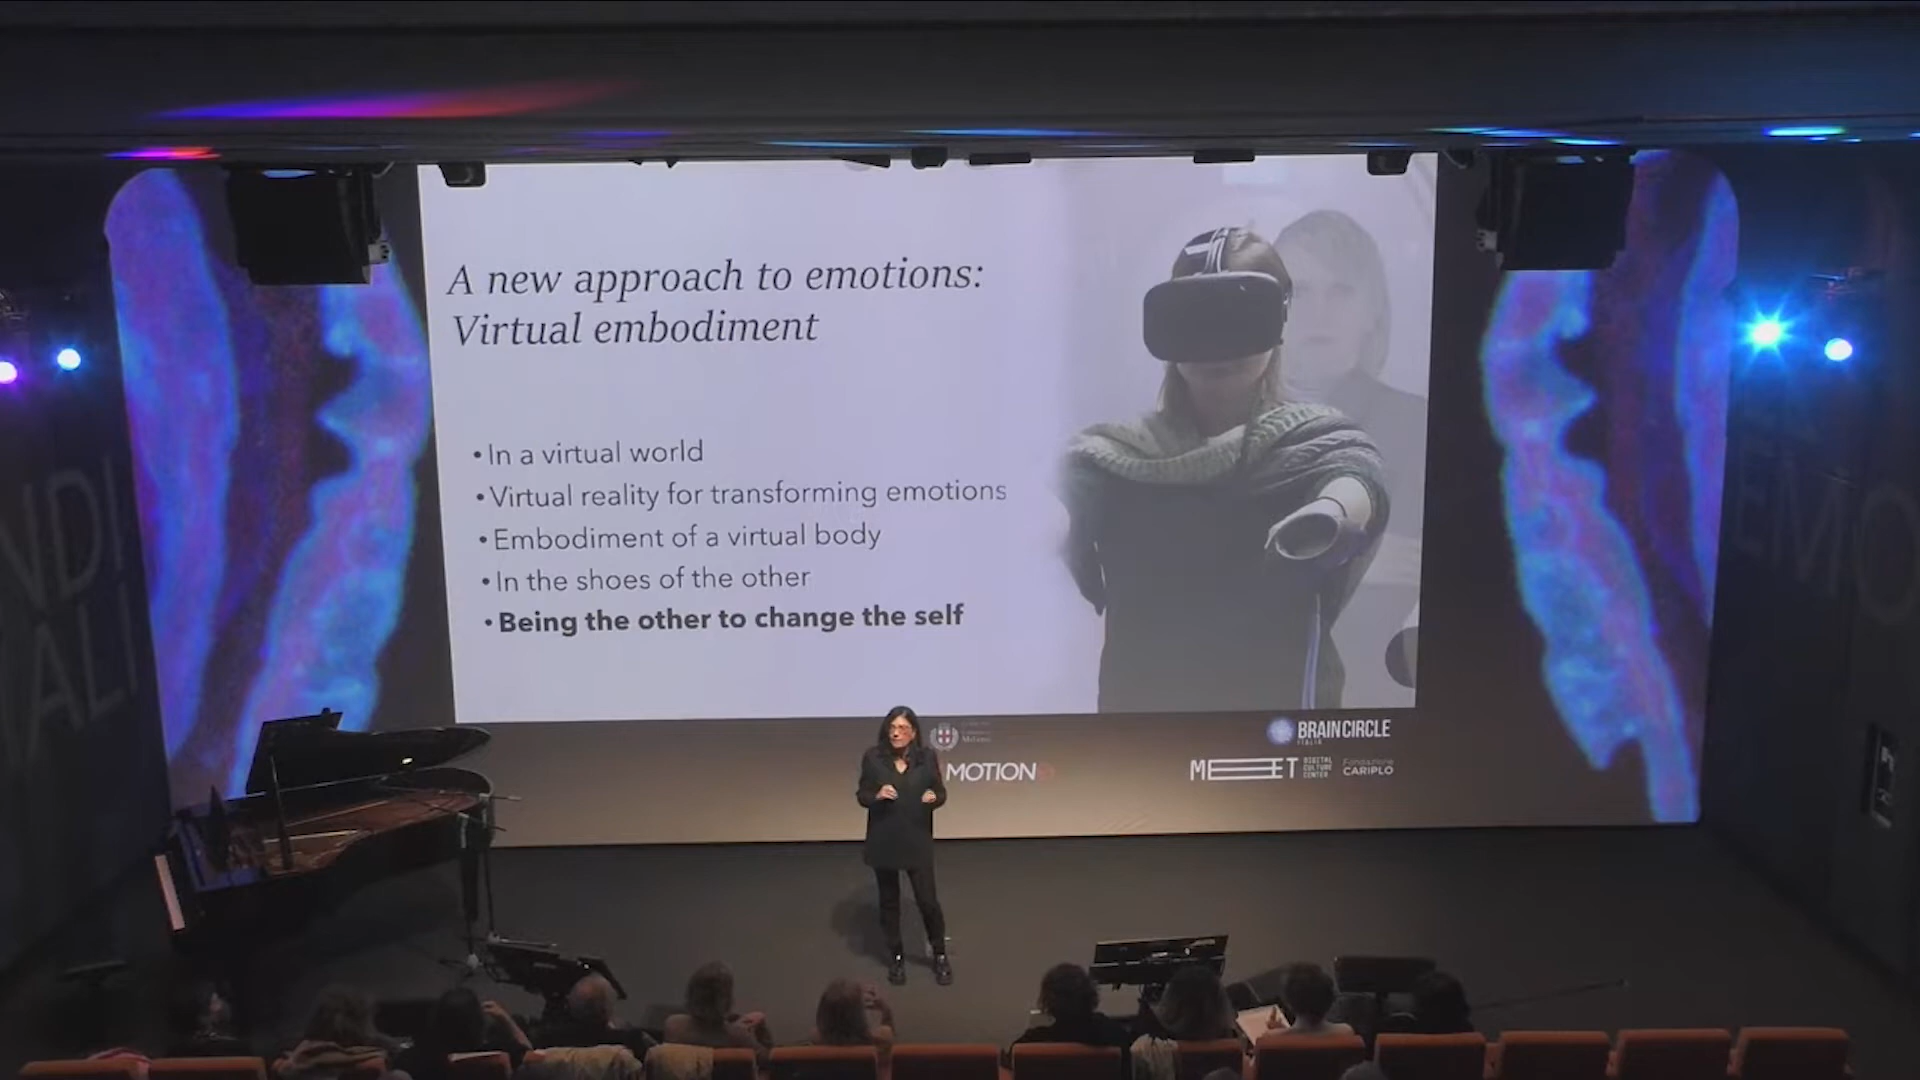 A new approach to emotions:
Virtual embodiment
• In a virtual world
• Virtual reality for transforming emotions
• Embodiment of a virtual body
• In the shoes of the other
• Being the other to change the self
BRAINCIRCLE
ITALIA
MOTION
MEET
DIGITAL
CULTURE
CENTER
Fondazione
CARIPLO